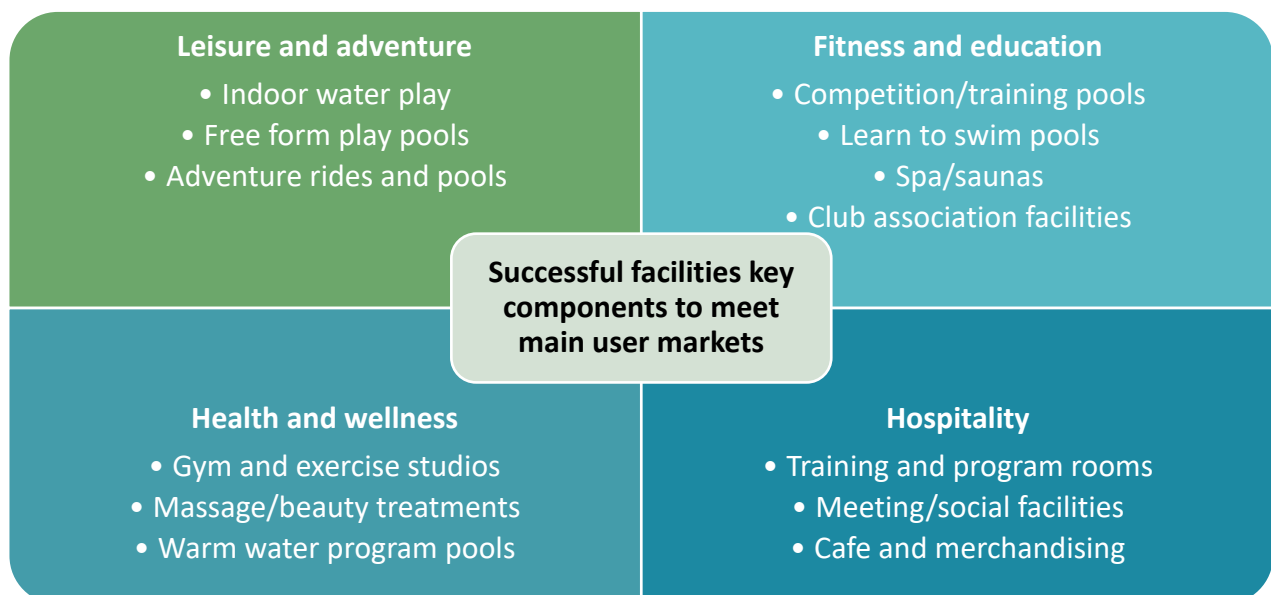 Leisure and adventure
• Indoor water play
• Free form play pools
• Adventure rides and pools
Fitness and education
• Competition/training pools
• Learn to swim pools
• Spa/saunas
• Club association facilities
Successful facilities key
components to meet
main user markets
Health and wellness
• Gym and exercise studios
• Massage/beauty treatments
• Warm water program pools
Hospitality
• Training and program rooms
• Meeting/social facilities
• Cafe and merchandising